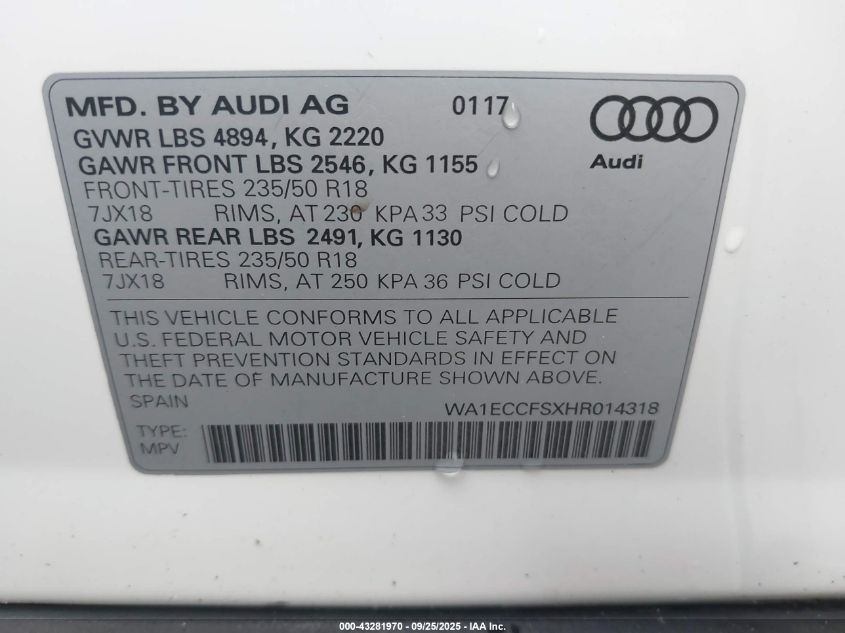 MFD. BY AUDI AG 0117
GVWR LBS 4894, KG 2220
GAWR FRONT LBS 2546, KG 1155
Audi
FRONT-TIRES 235/50 R18
7JX18 RIMS, AT 230 KPA 33 PSI COLD
GAWR REAR LBS 2491, KG 1130
REAR-TIRES 235/50 R18
7JX18 RIMS, AT 250 KPA 36 PSI COLD
THIS VEHICLE CONFORMS TO ALL APPLICABLE
U.S. FEDERAL MOTOR VEHICLE SAFETY AND
THEFT PREVENTION STANDARDS IN EFFECT ON
THE DATE OF MANUFACTURE SHOWN ABOVE.
SPAIN WA1ECCFSXHR014318
TYPE:
MPV
000-43281970 - 09/25/2025 - IAA Inc.